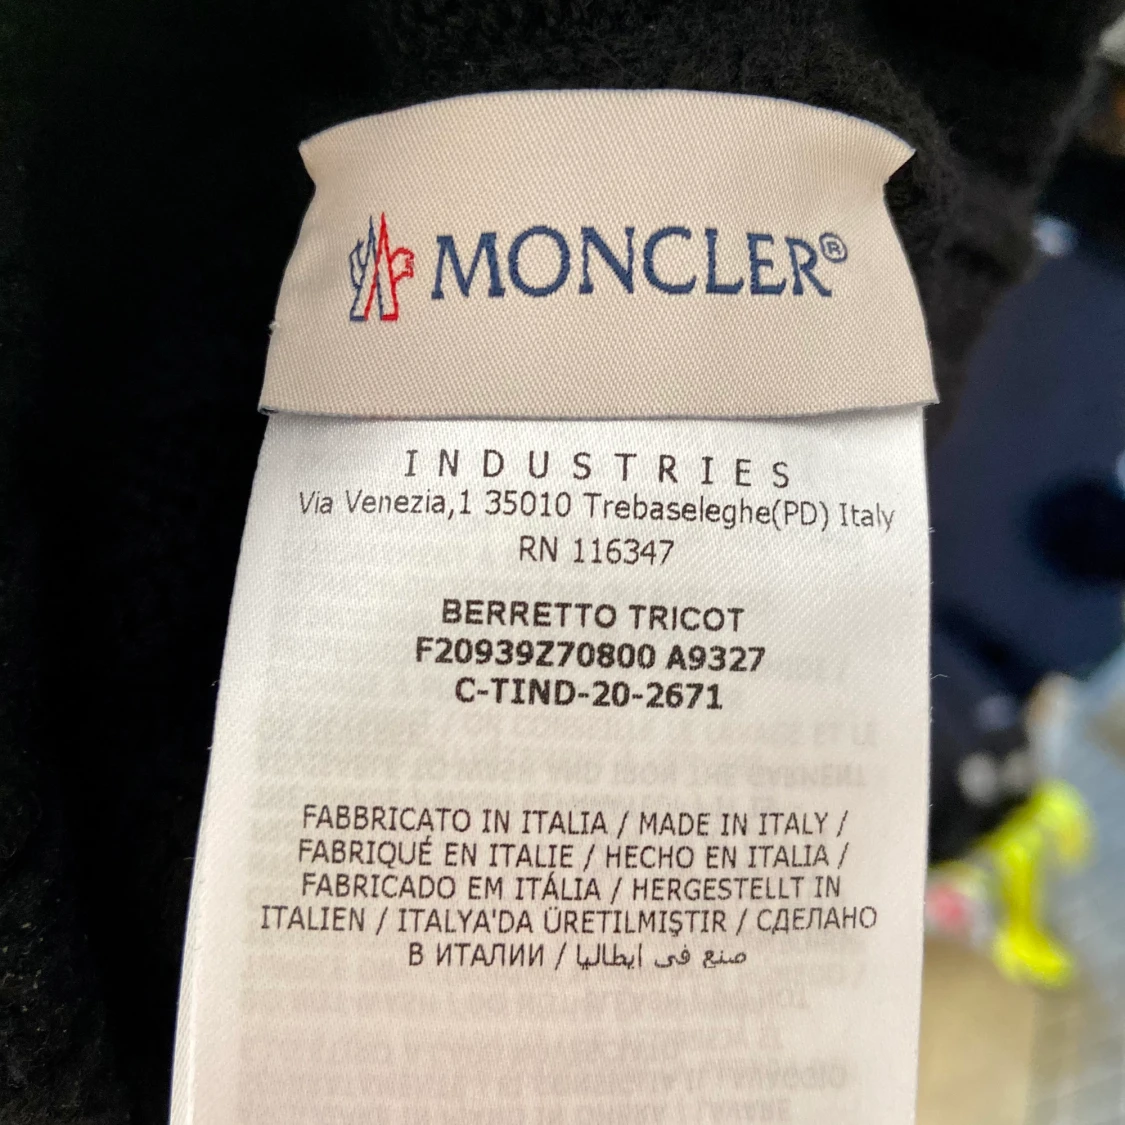 MONCLER®
INDUSTRIES
Via Venezia,1 35010 Trebaseleghe(PD) Italy
RN 116347
BERRETTO TRICOT
F20939Z70800 A9327
C-TIND-20-2671
FABBRICATO IN ITALIA / MADE IN ITALY /
FABRIQUÉ EN ITALIE / HECHO EN ITALIA /
FABRICADO EM ITÁLIA / HERGESTELLT IN
ITALIEN / ITALYA'DA ÜRETILMIŞTIR / СДЕЛАНО
В ИТАЛИИ / صنع في ايطاليا